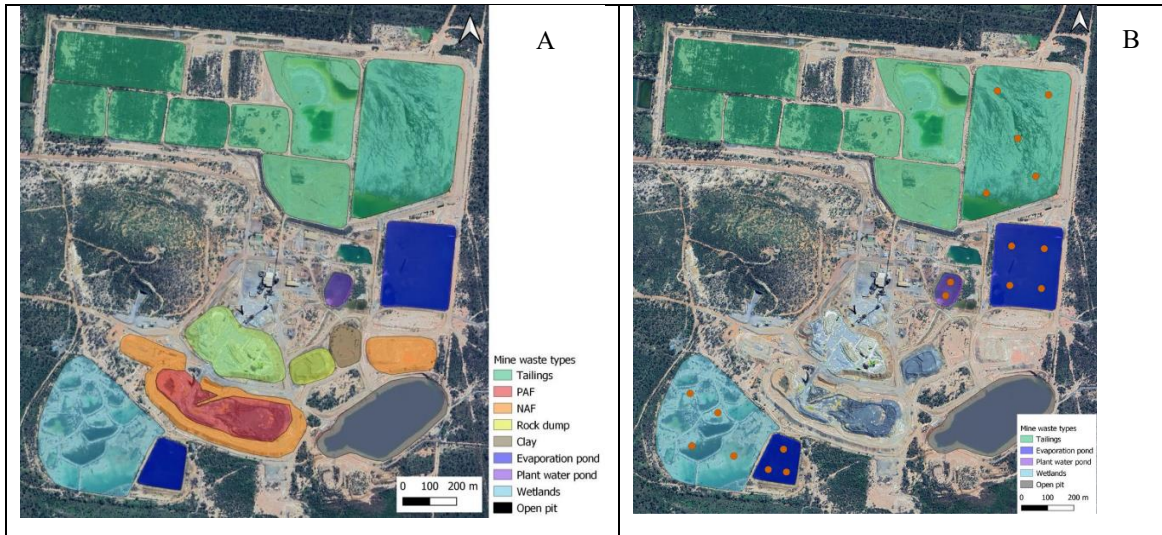 A
Mine waste types
Tailings
PAF
NAF
Rock dump
Clay
Evaporation pond
Plant water pond
Wetlands
Open pit
0 100 200 m
B
Mine waste types
Tailings
Evaporation pond
Plant water pond
Wetlands
Open pit
0 100 200 m